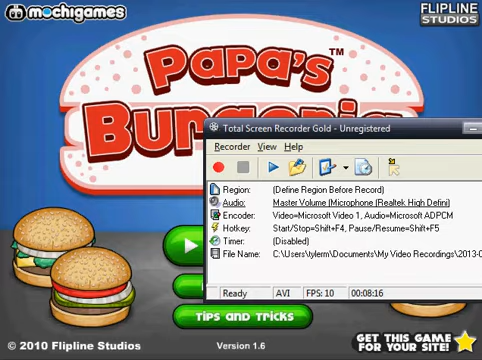 mochigames
FLIPLINE
STUDIOS
Papa's TM
Total Screen Recorder Gold - Unregistered
Recorder View Help
Region: (Define Region Before Record)
Audio: Master Volume (Microphone (Realtek High Defini)
Encoder: Video=Microsoft Video 1, Audio=Microsoft ADPCM
Hotkey: Start/Stop=Shift+F4, Pause/Resume=Shift+F5
Timer: (Disabled)
File Name: C:\Users\tylerm\Documents\My Video Recordings\2013-0
Ready AVI FPS: 10 00:08:16
TIPS AND TRICKS
© 2010 Flipline Studios
Version 1.6
GET THIS GAME
FOR YOUR SITE!